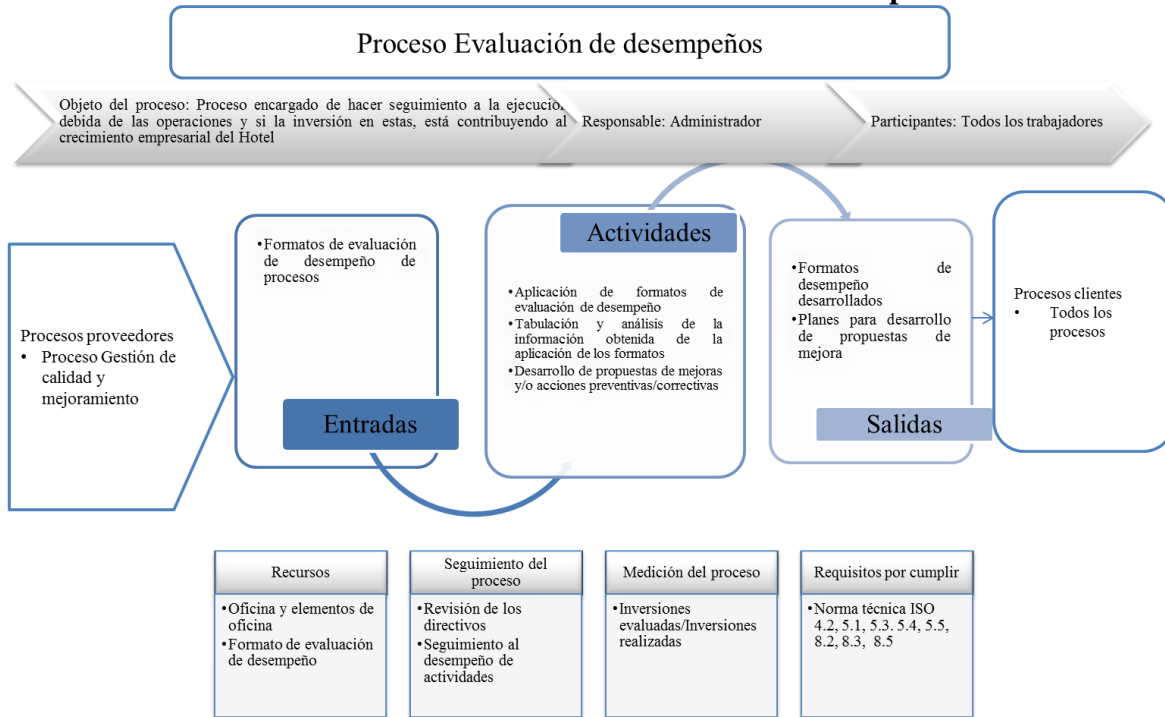 Proceso Evaluación de desempeños
Objeto del proceso: Proceso encargado de hacer seguimiento a la ejecución
debida de las operaciones y si la inversión en estas, está contribuyendo al
crecimiento empresarial del Hotel
Responsable: Administrador
Participantes: Todos los trabajadores
Procesos proveedores
• Proceso Gestión de
calidad y
mejoramiento
•Formatos de evaluación
de desempeño de
procesos
Entradas
Actividades
•Aplicación de formatos de
evaluación de desempeño
•Tabulación y análisis de la
información obtenida de la
aplicación de los formatos
•Desarrollo de propuestas de mejoras
y/o acciones preventivas/correctivas
•Formatos de
desempeño
desarrollados
•Planes para desarrollo
de propuestas de
mejora
Salidas
Procesos clientes
• Todos los
procesos
Recursos
•Oficina y elementos de
oficina
•Formato de evaluación
de desempeño
Seguimiento del
proceso
•Revisión de los
directivos
•Seguimiento al
desempeño de
actividades
Medición del proceso
•Inversiones
evaluadas/Inversiones
realizadas
Requisitos por cumplir
•Norma técnica ISO
4.2, 5.1, 5.3. 5.4, 5.5,
8.2, 8.3, 8.5